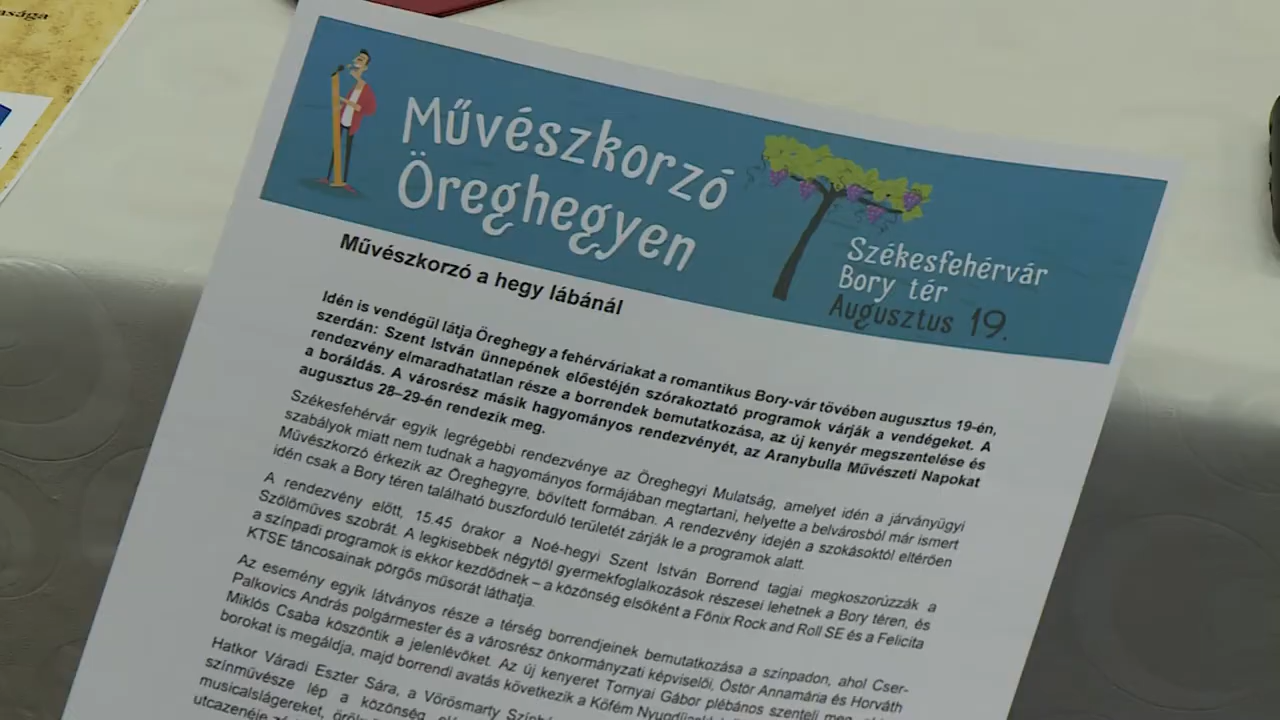 asága
Művészkorzó
Öreghegyen
Székesfehérvár
Bory tér
Augusztus 19.
Művészkorzó a hegy lábánál
Idén is vendégül látja Öreghegy a fehérváriakat a romantikus Bory-vár tövében augusztus 19-én,
szerdán: Szent István ünnepének előestéjén szórakoztató programok várják a vendégeket. A
rendezvény elmaradhatatlan része a borrendek bemutatkozása, az új kenyér megszentelése és
a boráldás. A városrész másik hagyományos rendezvényét, az Aranybulla Művészeti Napokat
augusztus 28–29-én rendezik meg.
Székesfehérvár egyik legrégebbi rendezvénye az Öreghegyi Mulatság, amelyet idén a járványügyi
szabályok miatt nem tudnak a hagyományos formájában megtartani, helyette a belvárosból már ismert
Művészkorzó érkezik az Öreghegyre, bővített formában. A rendezvény idején a szokásoktól eltérően
idén csak a Bory téren található buszforduló területét zárják le a programok alatt.
A rendezvény előtt, 15.45 órakor a Noé-hegyi Szent István Borrend tagjai megkoszorúzzák a
Szőlőműves szobrát. A legkisebbek négytől gyermekfoglalkozások részesei lehetnek a Bory téren, és
a színpadi programok is ekkor kezdődnek – a közönség elsőként a Főnix Rock and Roll SE és a Felicita
KTSE táncosainak pörgős műsorát láthatja.
Az esemény egyik látványos része a térség borrendjeinek bemutatkozása a színpadon, ahol Cser-
Palkovics András polgármester és a városrész önkormányzati képviselői, Östör Annamária és Horváth
Miklós Csaba köszöntik a jelenlévőket. Az új kenyeret Tornyai Gábor plébános szenteli meg
borokat is megáldja, majd borrendi avatás következik a Köfém
Hatkor Váradi Eszter Sára, a Vörösmarty
színművésze lép a közönség
musicalslágereket,
utcazenéje